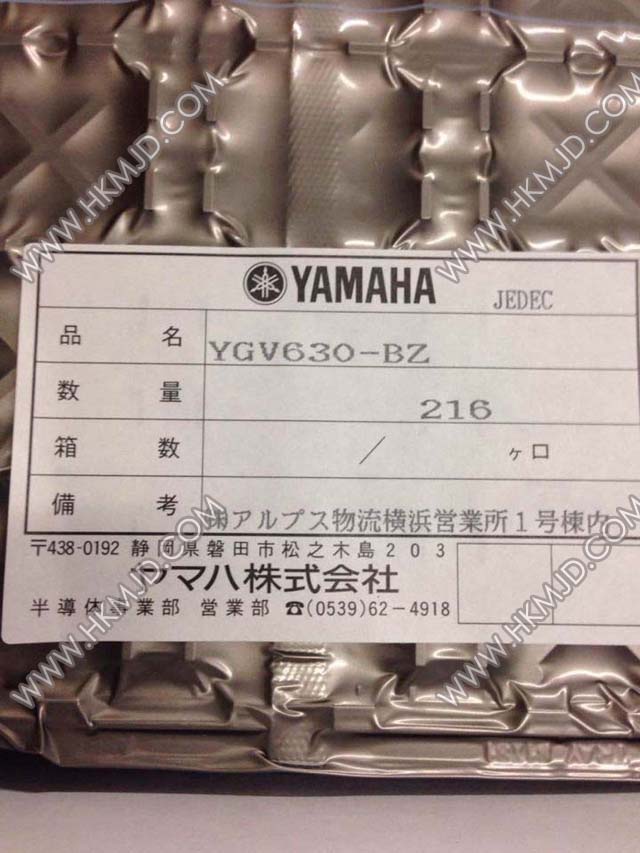 YAMAHA JEDEC
品名 YGV630-BZ
数量 216
箱数 / ヶ口
備考 ㈱アルプス物流横浜営業所1号棟内
〒438-0192 静岡県磐田市松之木島203
ヤマハ株式会社
半導体事業部 営業部 ☎(0539)62-4918
WWW.HKMJD.COM
WWW.HKMJD.COM
WWW.HKMJD.COM
WWW.HKMJD.COM